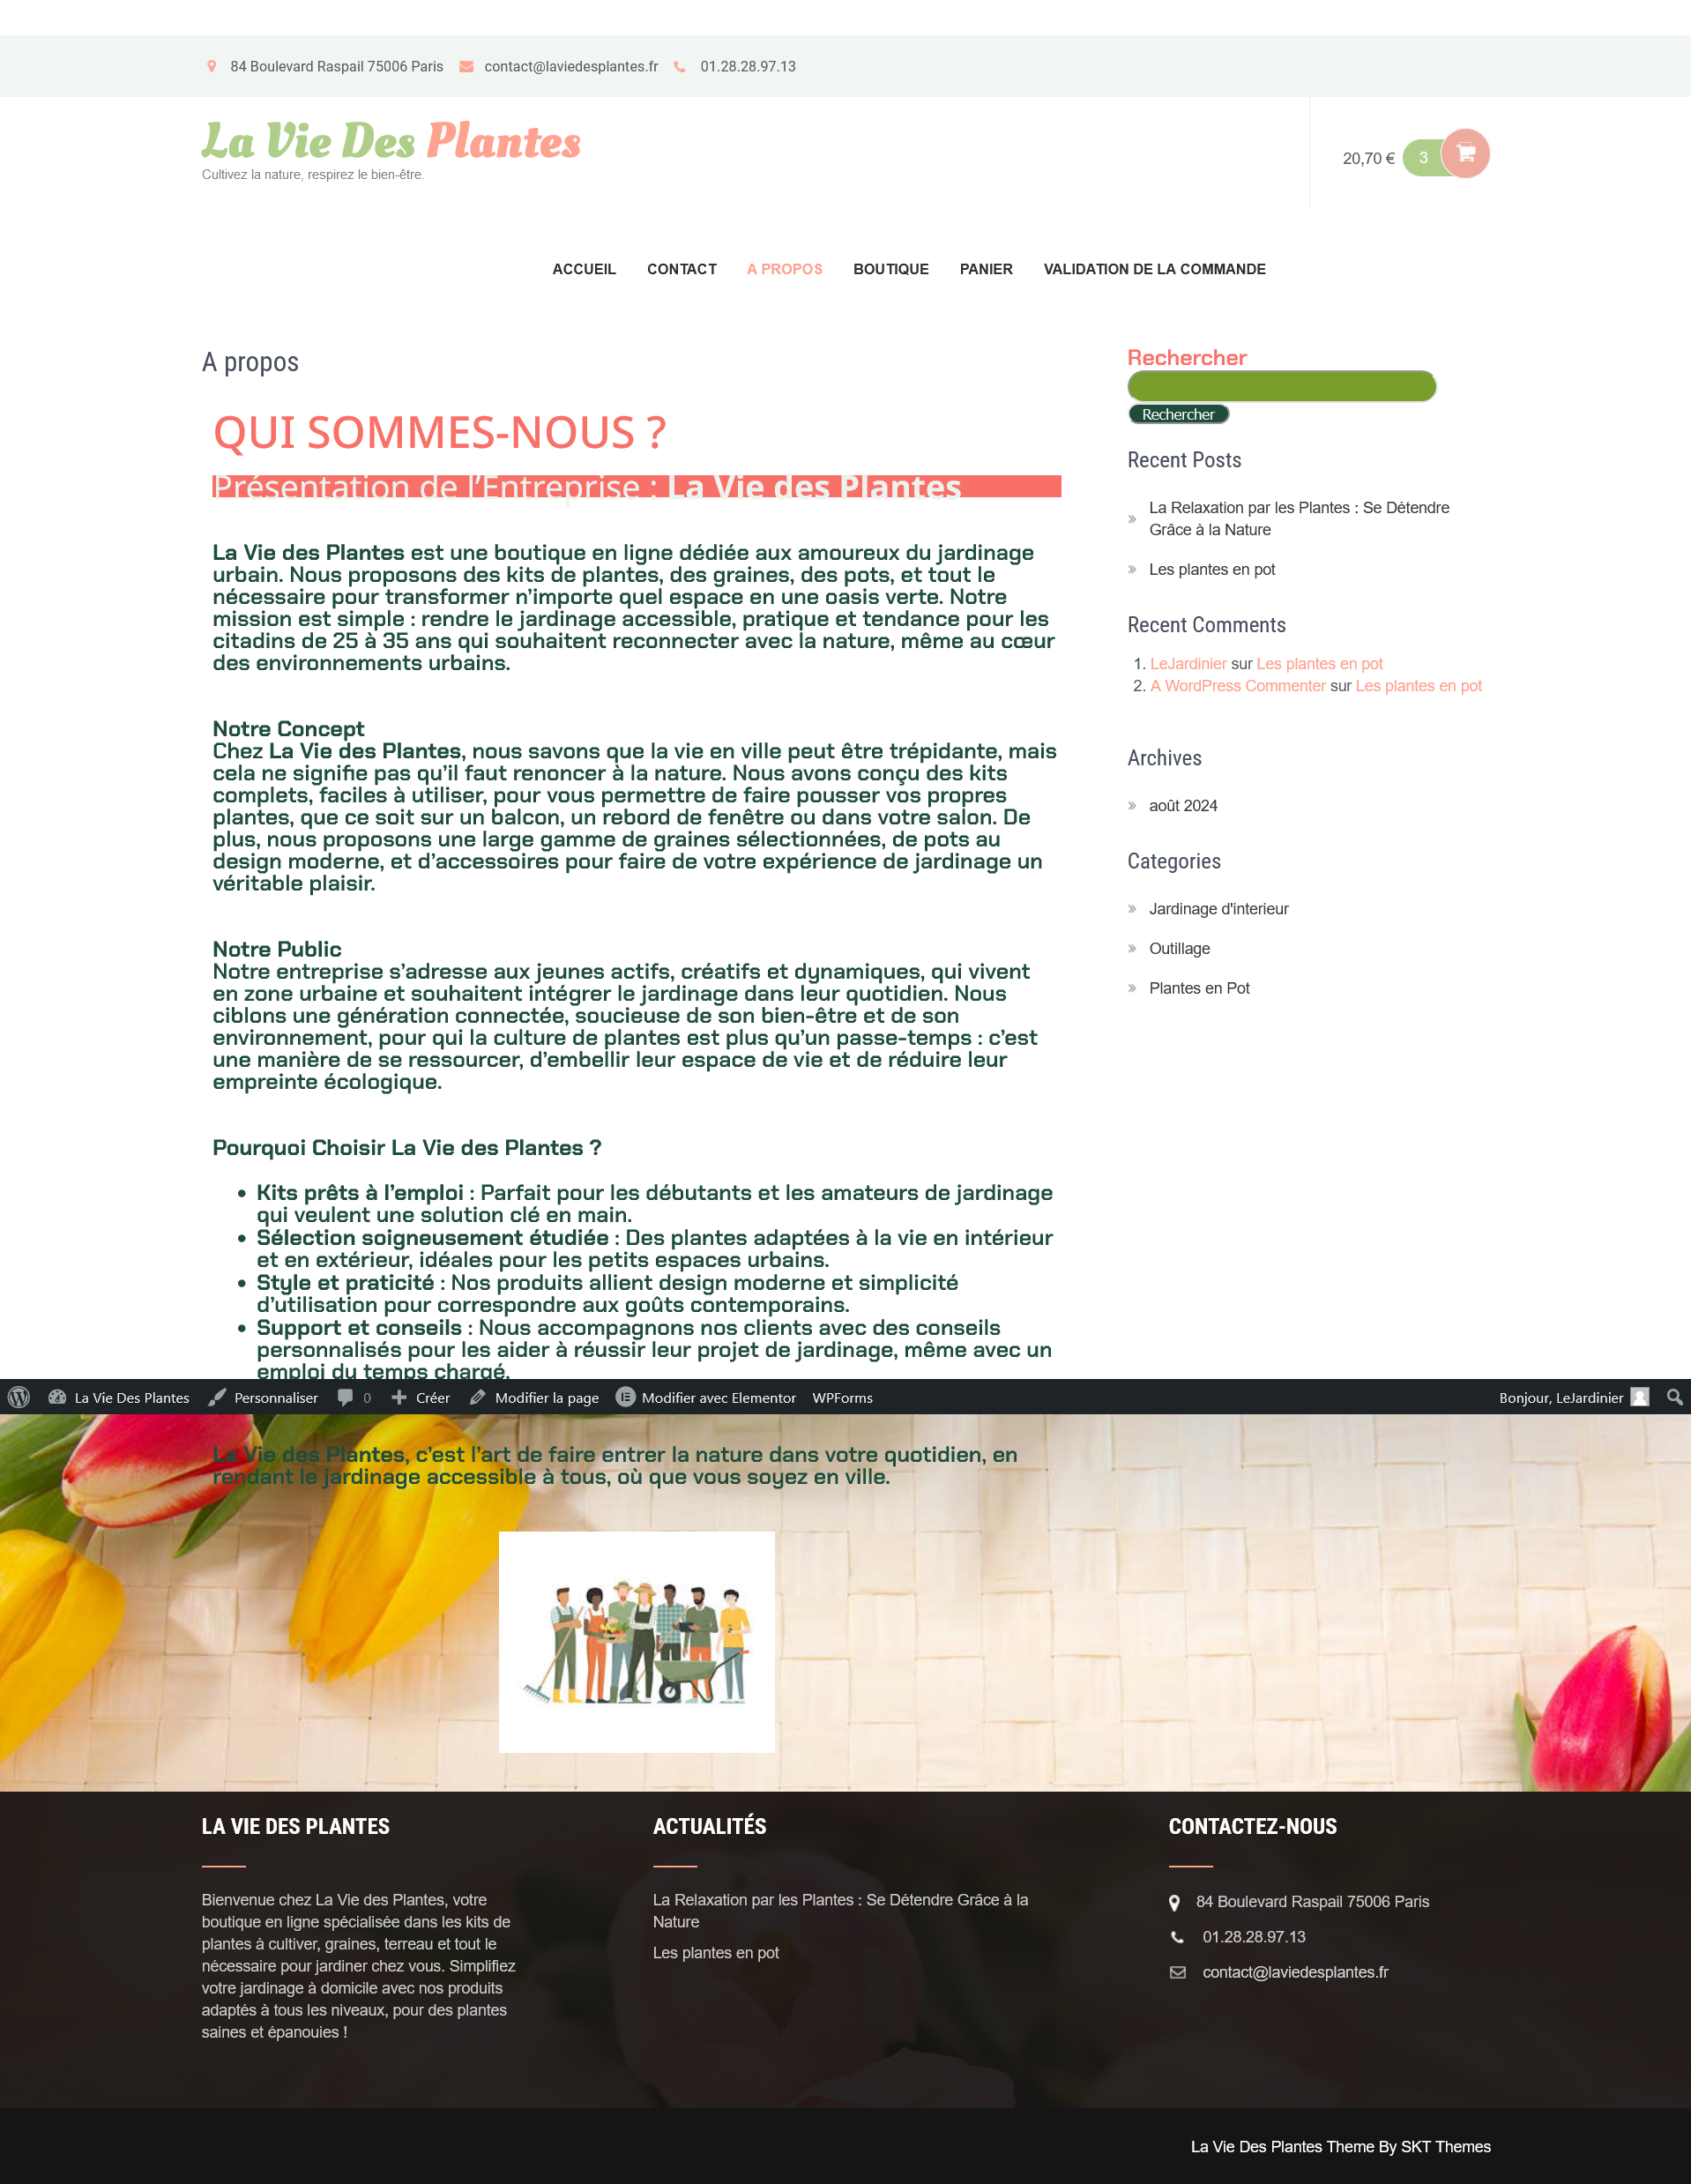 84 Boulevard Raspail 75006 Paris contact@laviedesplantes.fr 01.28.28.97.13
La Vie Des Plantes
Cultivez la nature, respirez le bien-être.
20,70 € 3
ACCUEIL CONTACT A PROPOS BOUTIQUE PANIER VALIDATION DE LA COMMANDE
A propos
QUI SOMMES-NOUS ?
Présentation de l’Entreprise : La Vie des Plantes
La Vie des Plantes est une boutique en ligne dédiée aux amoureux du jardinage
urbain. Nous proposons des kits de plantes, des graines, des pots, et tout le
nécessaire pour transformer n’importe quel espace en une oasis verte. Notre
mission est simple : rendre le jardinage accessible, pratique et tendance pour les
citadins de 25 à 35 ans qui souhaitent reconnecter avec la nature, même au cœur
des environnements urbains.
Notre Concept
Chez La Vie des Plantes, nous savons que la vie en ville peut être trépidante, mais
cela ne signifie pas qu’il faut renoncer à la nature. Nous avons conçu des kits
complets, faciles à utiliser, pour vous permettre de faire pousser vos propres
plantes, que ce soit sur un balcon, un rebord de fenêtre ou dans votre salon. De
plus, nous proposons une large gamme de graines sélectionnées, de pots au
design moderne, et d’accessoires pour faire de votre expérience de jardinage un
véritable plaisir.
Notre Public
Notre entreprise s’adresse aux jeunes actifs, créatifs et dynamiques, qui vivent
en zone urbaine et souhaitent intégrer le jardinage dans leur quotidien. Nous
ciblons une génération connectée, soucieuse de son bien-être et de son
environnement, pour qui la culture de plantes est plus qu’un passe-temps : c’est
une manière de se ressourcer, d’embellir leur espace de vie et de réduire leur
empreinte écologique.
Pourquoi Choisir La Vie des Plantes ?
• Kits prêts à l’emploi : Parfait pour les débutants et les amateurs de jardinage
qui veulent une solution clé en main.
• Sélection soigneusement étudiée : Des plantes adaptées à la vie en intérieur
et en extérieur, idéales pour les petits espaces urbains.
• Style et praticité : Nos produits allient design moderne et simplicité
d’utilisation pour correspondre aux goûts contemporains.
• Support et conseils : Nous accompagnons nos clients avec des conseils
personnalisés pour les aider à réussir leur projet de jardinage, même avec un
emploi du temps chargé.
Rechercher
Rechercher
Recent Posts
La Relaxation par les Plantes : Se Détendre
Grâce à la Nature
Les plantes en pot
Recent Comments
1. LeJardinier sur Les plantes en pot
2. A WordPress Commenter sur Les plantes en pot
Archives
août 2024
Categories
Jardinage d'interieur
Outillage
Plantes en Pot
La Vie Des Plantes Personnaliser 0 Créer Modifier la page Modifier avec Elementor WPForms Bonjour, LeJardinier
La Vie des Plantes, c’est l’art de faire entrer la nature dans votre quotidien, en
rendant le jardinage accessible à tous, où que vous soyez en ville.
LA VIE DES PLANTES
Bienvenue chez La Vie des Plantes, votre
boutique en ligne spécialisée dans les kits de
plantes à cultiver, graines, terreau et tout le
nécessaire pour jardiner chez vous. Simplifiez
votre jardinage à domicile avec nos produits
adaptés à tous les niveaux, pour des plantes
saines et épanouies !
ACTUALITÉS
La Relaxation par les Plantes : Se Détendre Grâce à la
Nature
Les plantes en pot
CONTACTEZ-NOUS
84 Boulevard Raspail 75006 Paris
01.28.28.97.13
contact@laviedesplantes.fr
La Vie Des Plantes Theme By SKT Themes